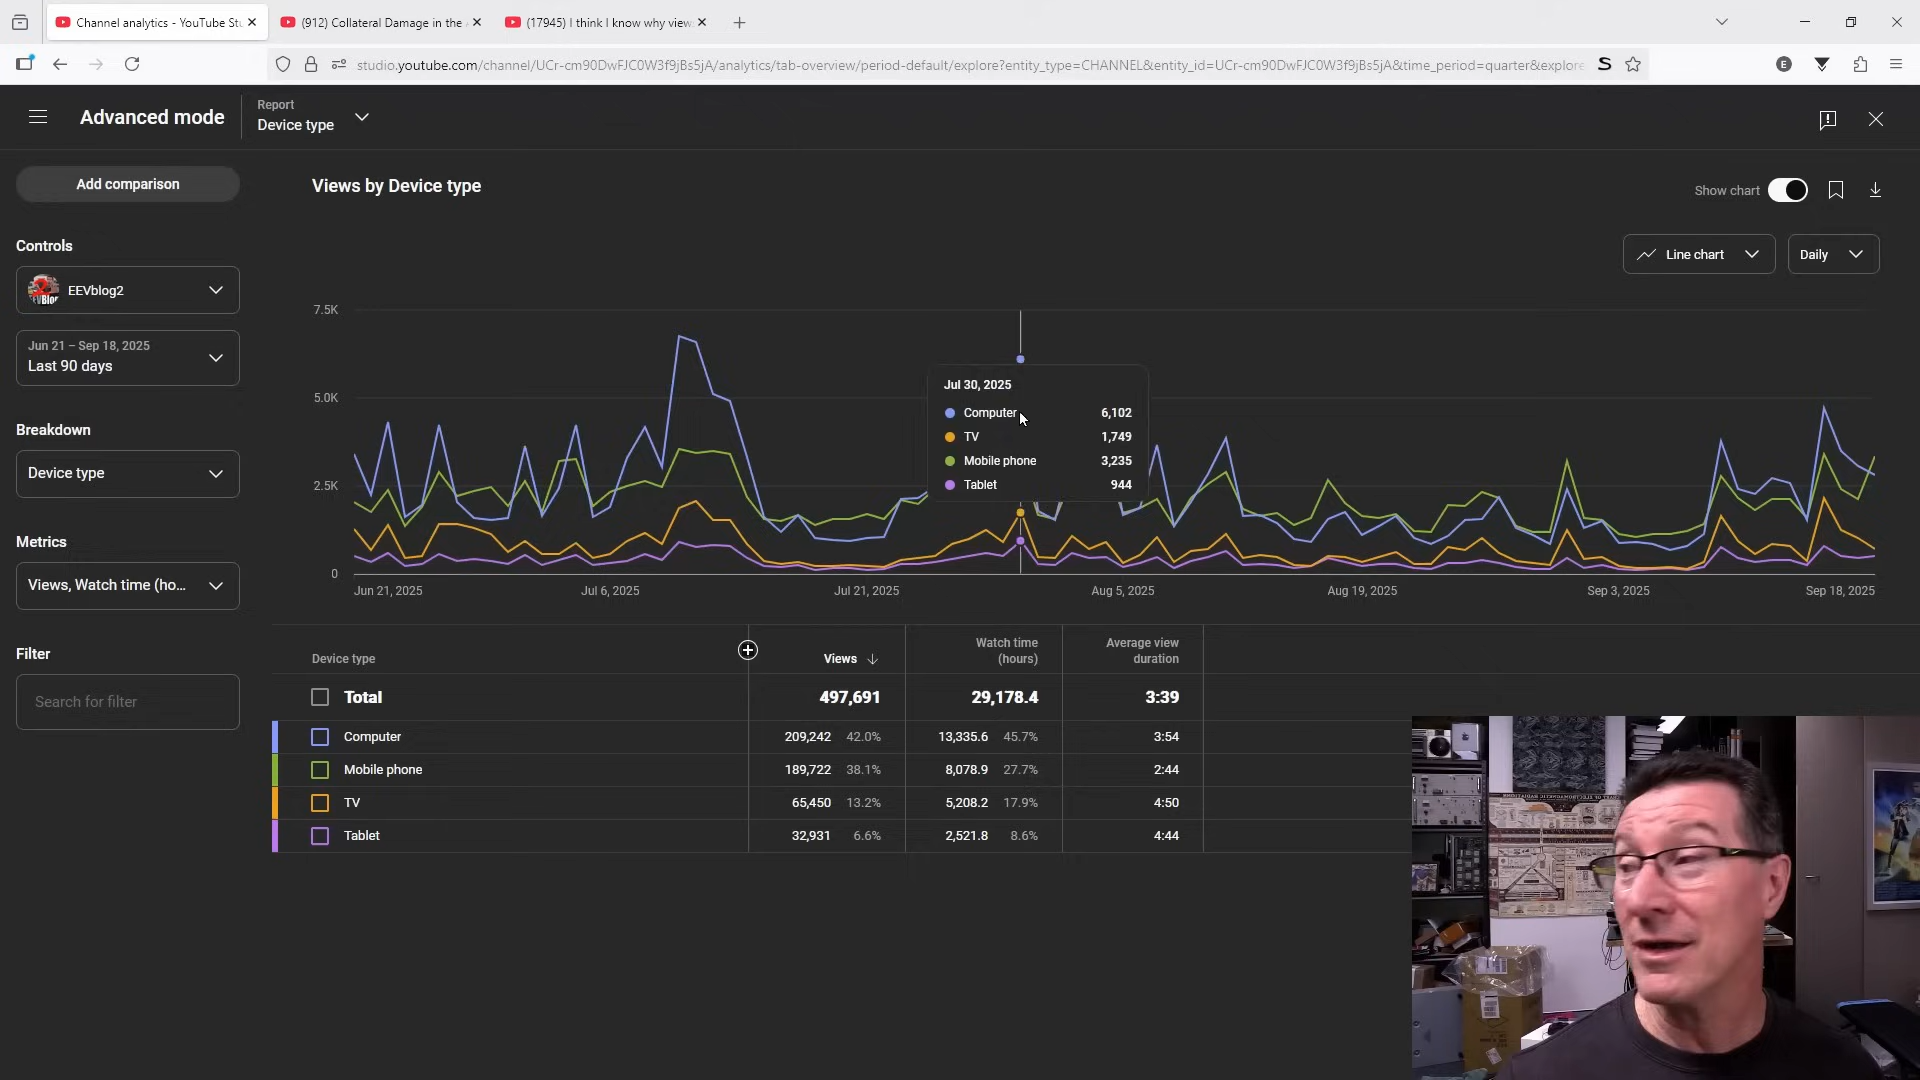 Channel analytics - YouTube Stu
(912) Collateral Damage in the
(17945) I think I know why view
studio.youtube.com/channel/UCr-cm90DwFJC0W3f9jBs5jA/analytics/tab-overview/period-default/explore?entity_type=CHANNEL&entity_id=UCr-cm90DwFJC0W3f9jBs5jA&time_period=quarter&explore
S
E
Advanced mode
Report
Device type
Add comparison
Views by Device type
Show chart
Controls
EEVblog2
Line chart
Daily
Jun 21 – Sep 18, 2025
Last 90 days
7.5K
5.0K
2.5K
0
Jul 30, 2025
Computer 6,102
TV 1,749
Mobile phone 3,235
Tablet 944
Breakdown
Device type
Metrics
Views, Watch time (ho...
Jun 21, 2025
Jul 6, 2025
Jul 21, 2025
Aug 5, 2025
Aug 19, 2025
Sep 3, 2025
Sep 18, 2025
Filter
Search for filter
Device type
Views
Watch time (hours)
Average view duration
Total 497,691 29,178.4 3:39
Computer 209,242 42.0% 13,335.6 45.7% 3:54
Mobile phone 189,722 38.1% 8,078.9 27.7% 2:44
TV 65,450 13.2% 5,208.2 17.9% 4:50
Tablet 32,931 6.6% 2,521.8 8.6% 4:44